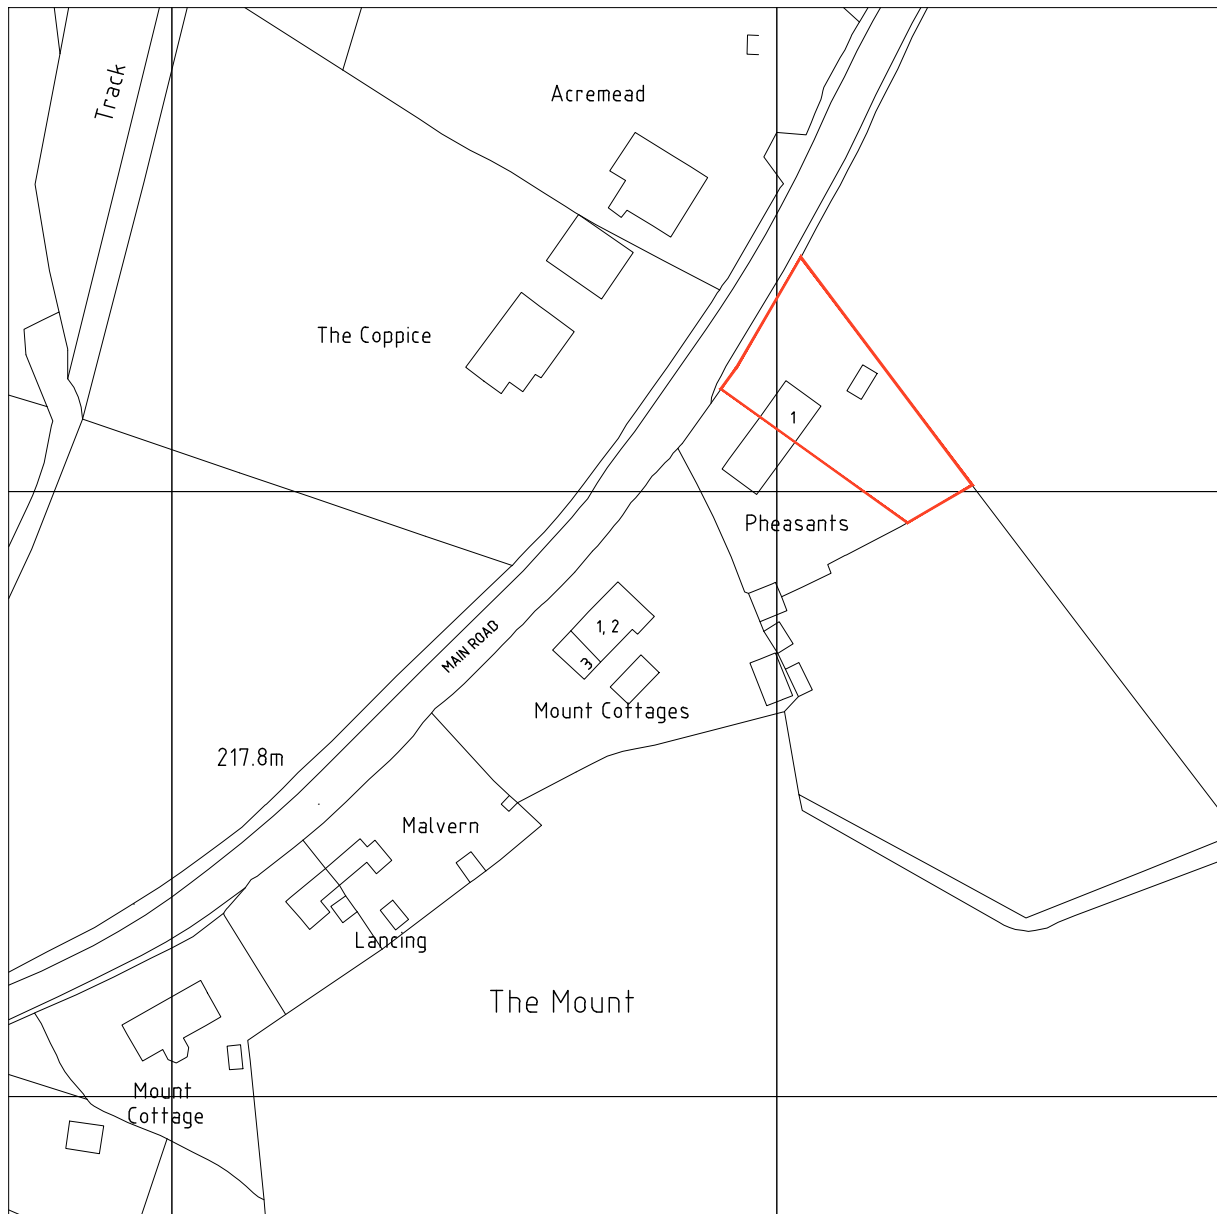 Track
Acremead
The Coppice
1
Pheasants
1, 2
MAIN ROAD
3
Mount Cottages
217.8m
Malvern
Lancing
The Mount
Mount
Cottage